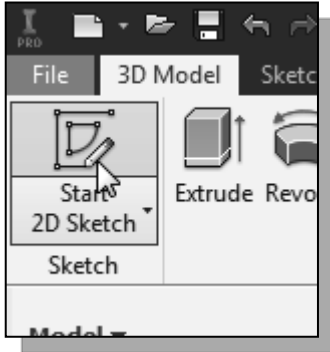 I
PRO
File 3D Model Sketc
Start
2D Sketch
Extrude Revo
Sketch
Model